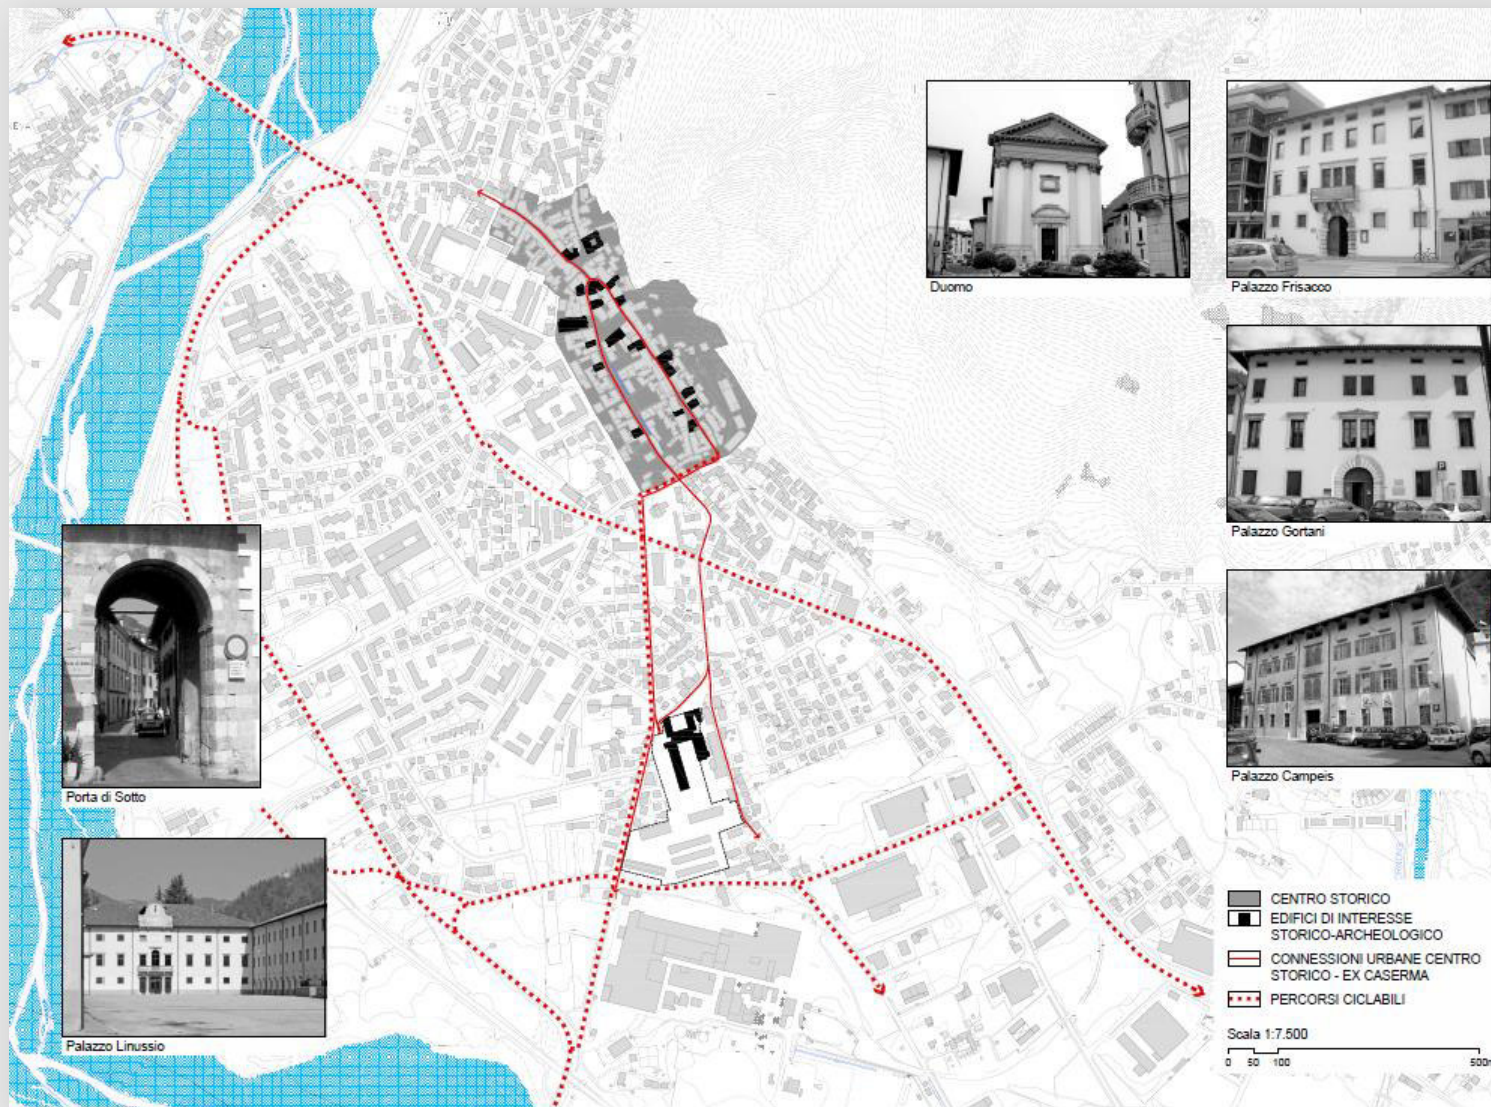 Duomo
Palazzo Frisacco
Palazzo Gortani
Palazzo Campeis
Porta di Sotto
Palazzo Linussio
CENTRO STORICO
EDIFICI DI INTERESSE
STORICO-ARCHEOLOGICO
CONNESSIONI URBANE CENTRO
STORICO - EX CASERMA
PERCORSI CICLABILI
Scala 1:7.500
0 50 100 500m